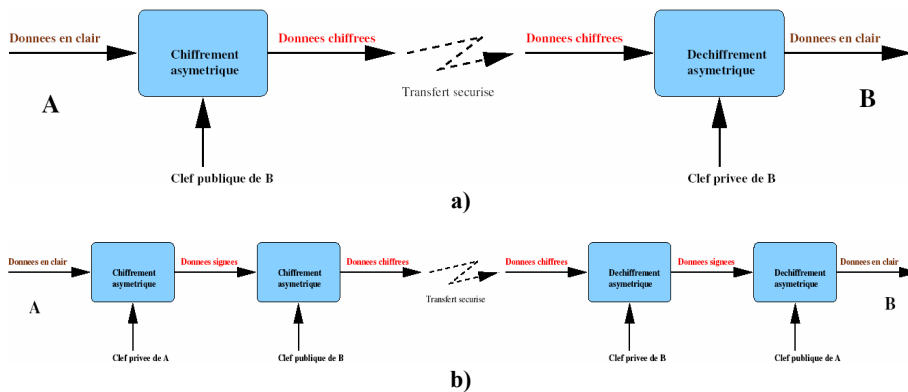 Donnees en clair
Chiffrement
asymetrique
Donnees chiffrees
Transfert securise
Donnees chiffrees
Dechiffrement
asymetrique
Donnees en clair
A
B
Clef publique de B
Clef privee de B
a)
Donnees en clair
Chiffrement
asymetrique
Donnees signees
Chiffrement
asymetrique
Donnees chiffrees
Transfert securise
Donnees chiffrees
Dechiffrement
asymetrique
Donnees signees
Dechiffrement
asymetrique
Donnees en clair
A
B
Clef privee de A
Clef publique de B
Clef privee de B
Clef publique de A
b)